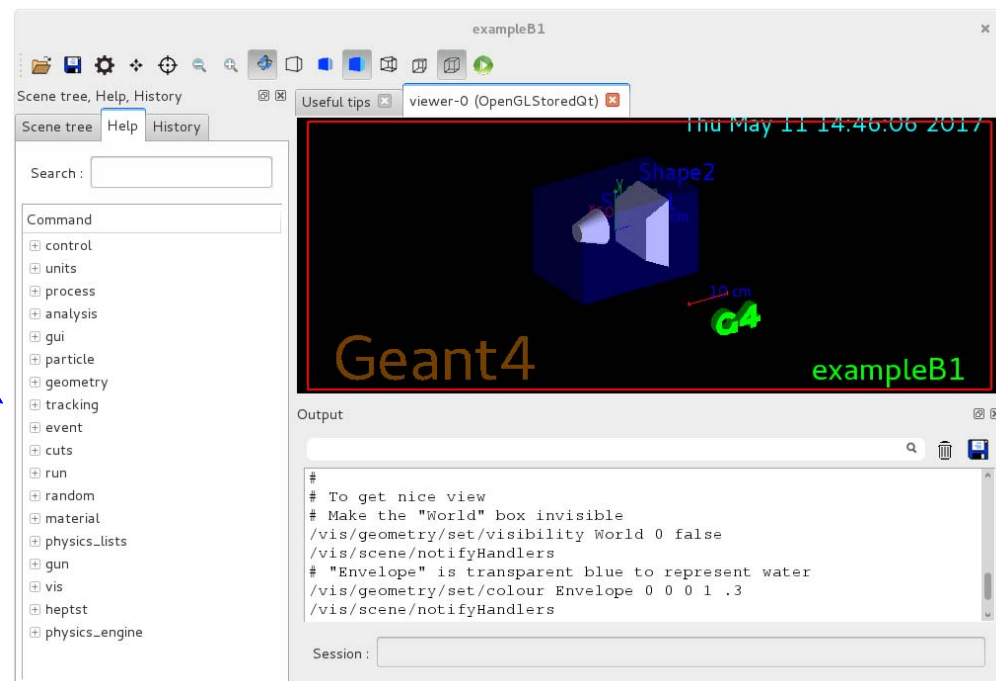 exampleB1
Scene tree, Help, History
Useful tips
viewer-0 (OpenGLStoredQt)
Scene tree
Help
History
Search :
Command
control
units
process
analysis
gui
particle
geometry
tracking
event
cuts
run
random
material
physics_lists
gun
vis
heptst
physics_engine
Thu May 11 14:46:06 2017
Shape2
cm
10 cm
G4
Geant4
exampleB1
Output
#
# To get nice view
# Make the "World" box invisible
/vis/geometry/set/visibility World 0 false
/vis/scene/notifyHandlers
# "Envelope" is transparent blue to represent water
/vis/geometry/set/colour Envelope 0 0 0 1 .3
/vis/scene/notifyHandlers
Session :